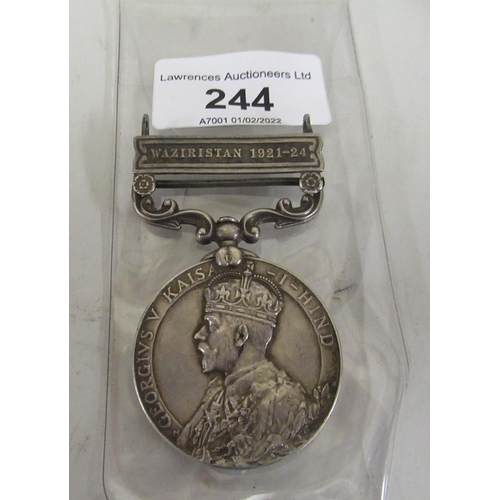 Lawrences Auctioneers Ltd
244
A7001 01/02/2022
WAZIRISTAN 1921-24
GEORGIVS V KAISA -I-HIND